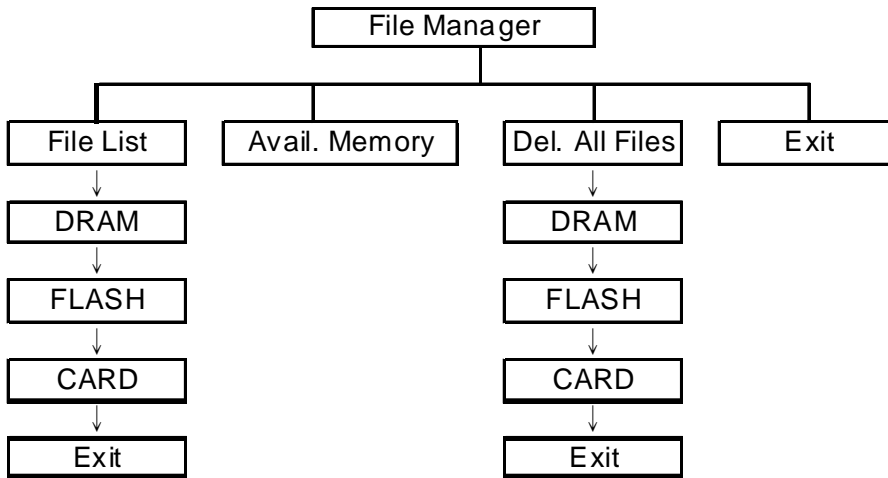 File Manager
File List
Avail. Memory
Del. All Files
Exit
DRAM
DRAM
FLASH
FLASH
CARD
CARD
Exit
Exit